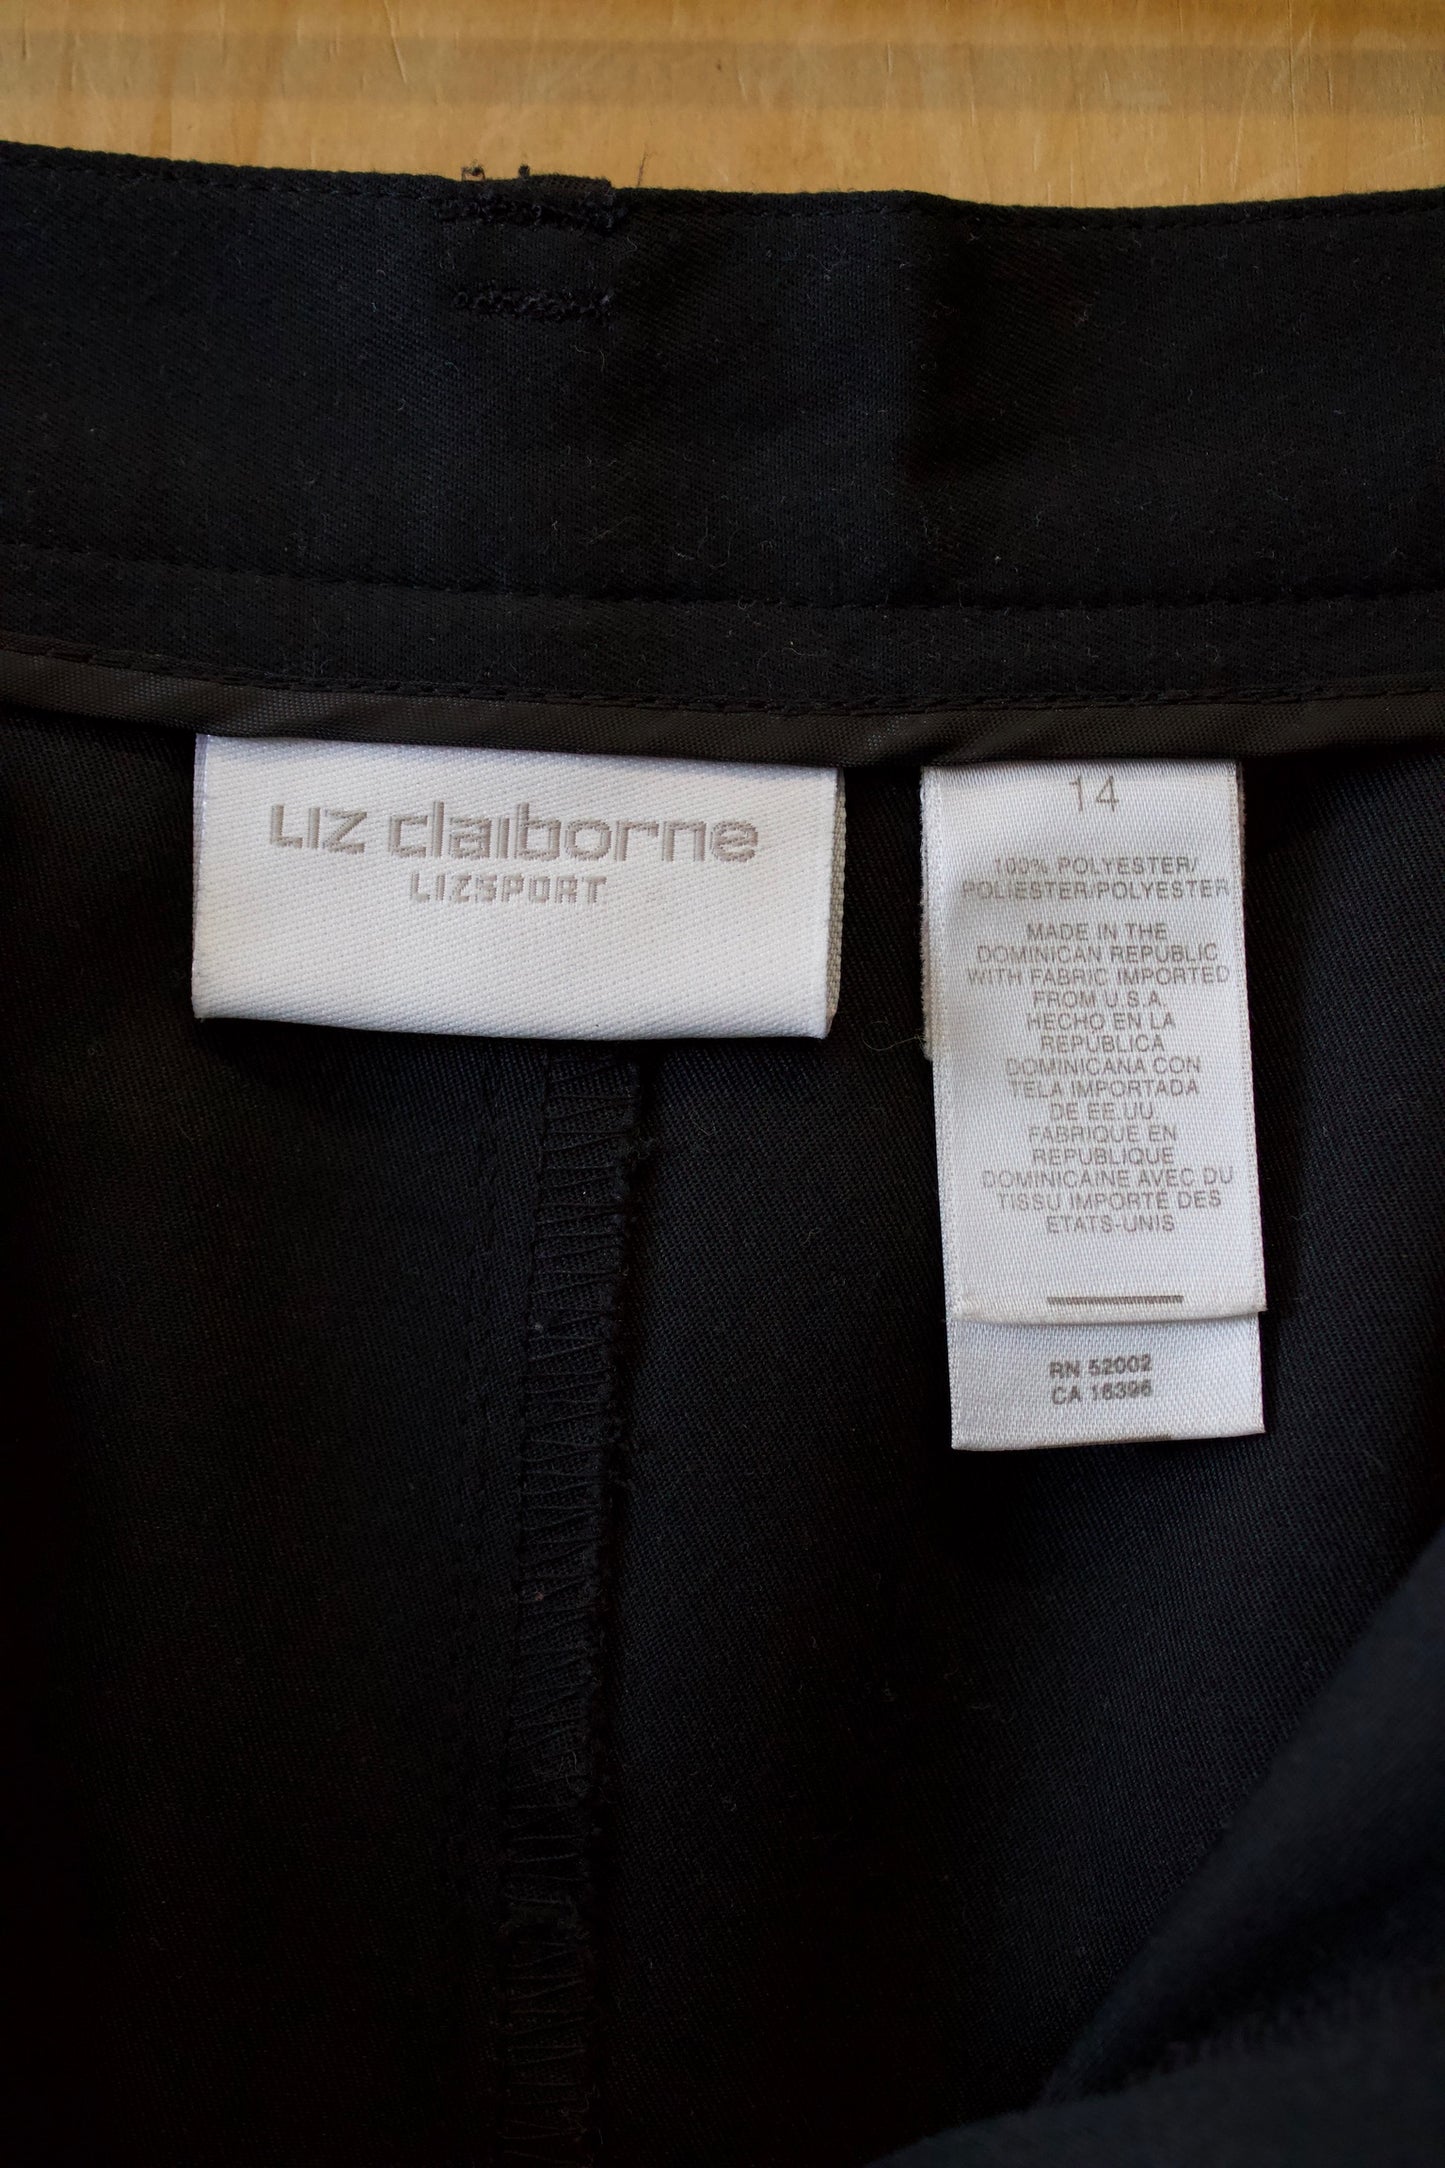 LIZ claiborne
LIZSPORT
14
100% POLYESTER/
POLIESTER/POLYESTER
MADE IN THE
DOMINICAN REPUBLIC
WITH FABRIC IMPORTED
FROM U.S.A.
HECHO EN LA
REPÚBLICA
DOMINICANA CON
TELA IMPORTADA
DE EE.UU.
FABRIQUE EN
REPUBLIQUE
DOMINICAINE AVEC DU
TISSU IMPORTÉ DES
ETATS-UNIS
RN 52002
CA 16396